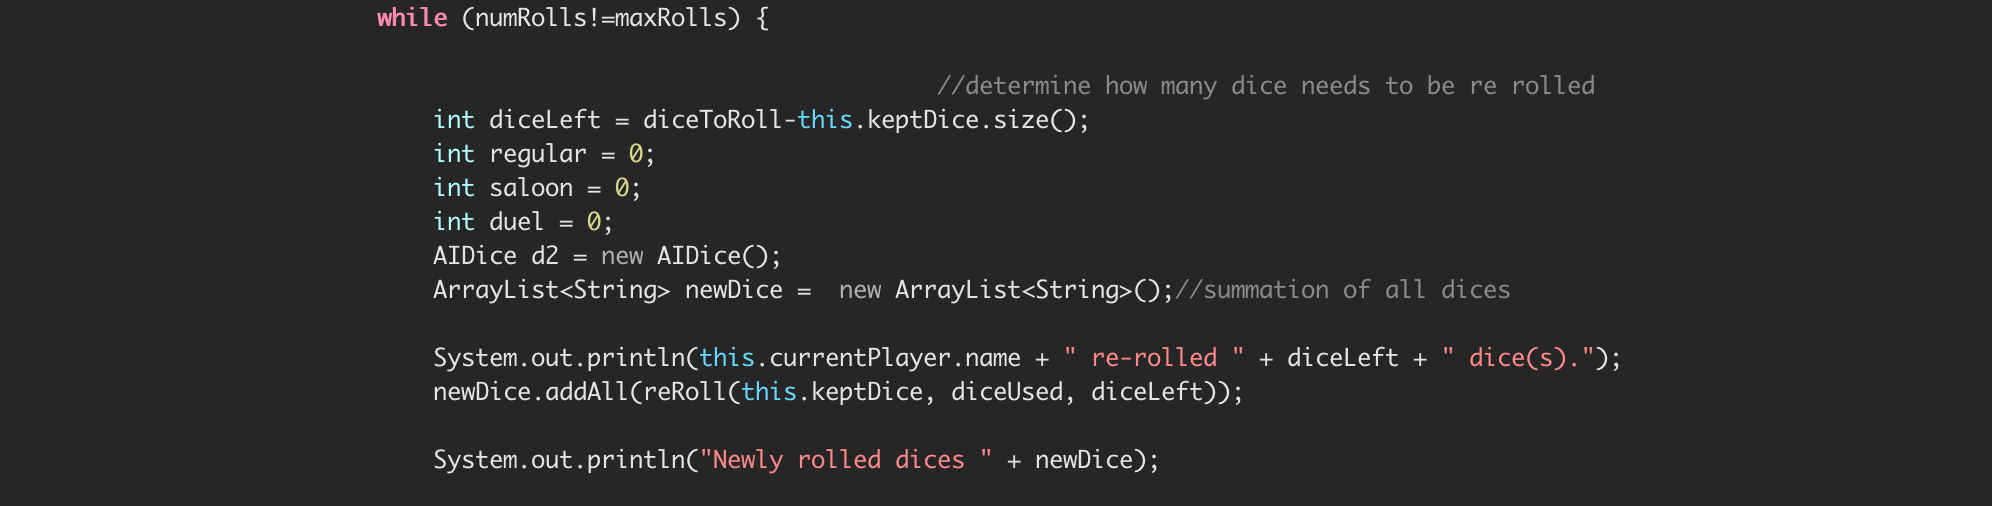 while (numRolls!=maxRolls) {
//determine how many dice needs to be re rolled
int diceLeft = diceToRoll-this.keptDice.size();
int regular = 0;
int saloon = 0;
int duel = 0;
AIDice d2 = new AIDice();
ArrayList<String> newDice =  new ArrayList<String>();//summation of all dices
System.out.println(this.currentPlayer.name + " re-rolled " + diceLeft + " dice(s).");
newDice.addAll(reRoll(this.keptDice, diceUsed, diceLeft));
System.out.println("Newly rolled dices " + newDice);